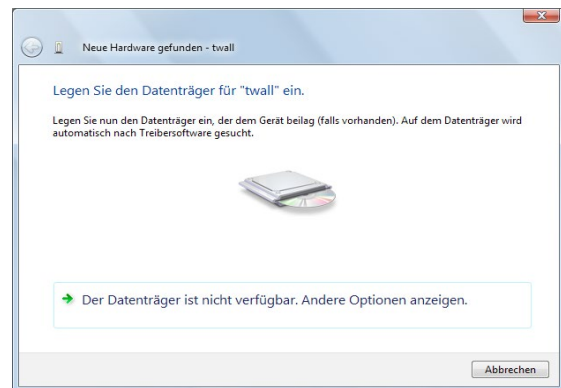 Neue Hardware gefunden - twall
Legen Sie den Datenträger für "twall" ein.
Legen Sie nun den Datenträger ein, der dem Gerät beilag (falls vorhanden). Auf dem Datenträger wird
automatisch nach Treibersoftware gesucht.
Der Datenträger ist nicht verfügbar. Andere Optionen anzeigen.
Abbrechen